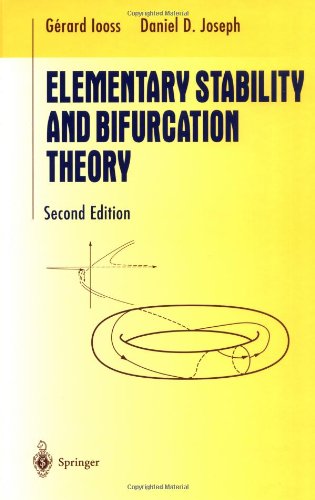 Gérard Iooss Daniel D. Joseph
ELEMENTARY STABILITY
AND BIFURCATION
THEORY
Second Edition
Springer